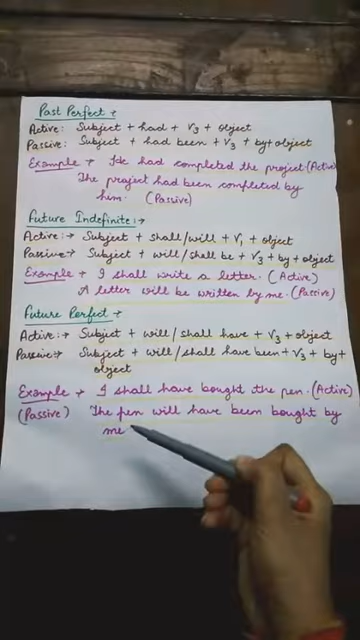 Past Perfect :-
Active: Subject + had + V3 + object
Passive: Subject + had been + V3 + by + object
Example → He had completed the project. (Active)
The project had been completed by
him. (Passive)
Future Indefinite :→
Active :→ Subject + shall/will + V1 + object
Passive → Subject + will/shall be + V3 + by + object
Example → I shall write a letter. (Active)
A letter will be written by me. (Passive)
Future Perfect :→
Active :→ Subject + will/shall have + V3 + object
Passive → Subject + will/shall have been + V3 + by +
object
Example → I shall have bought the pen. (Active)
(Passive) The pen will have been bought by
me